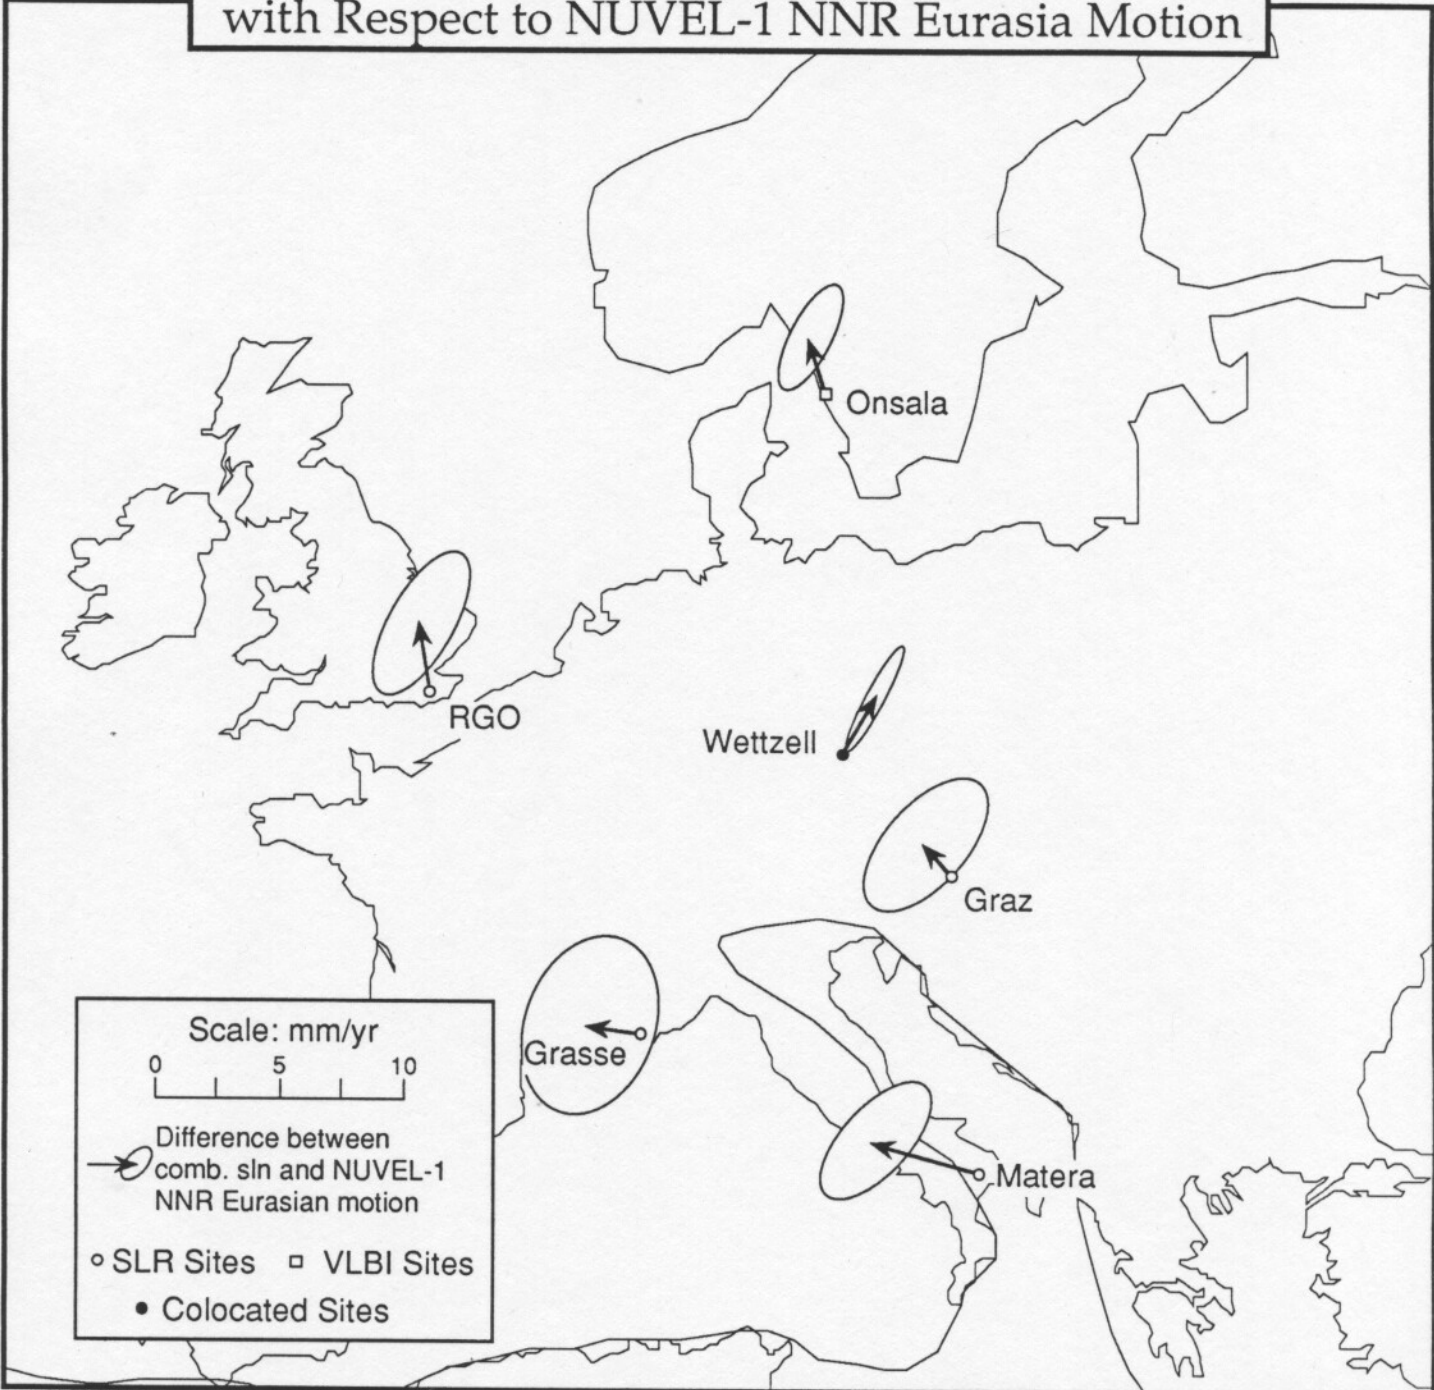 with Respect to NUVEL-1 NNR Eurasia Motion
Onsala
RGO
Wettzell
Graz
Grasse
Matera
Scale: mm/yr
0 5 10
Difference between
comb. sln and NUVEL-1
NNR Eurasian motion
SLR Sites VLBI Sites
Colocated Sites